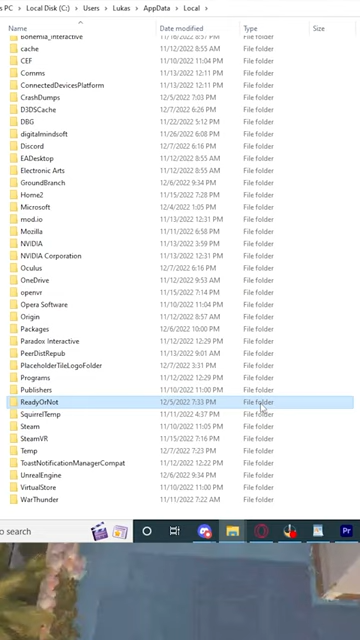 s PC > Local Disk (C:) > Users > Lukas > AppData > Local >
Name Date modified Type Size
Bohemia_Interactive 11/16/2022 8:57 PM File folder
cache 11/12/2022 8:55 AM File folder
CEF 11/10/2022 11:04 PM File folder
Comms 11/13/2022 12:11 PM File folder
ConnectedDevicesPlatform 11/13/2022 12:11 PM File folder
CrashDumps 12/5/2022 7:03 PM File folder
D3DSCache 12/7/2022 6:26 PM File folder
DBG 11/22/2022 5:12 PM File folder
digitalmindsoft 11/26/2022 6:08 PM File folder
Discord 12/7/2022 6:16 PM File folder
EADesktop 11/12/2022 8:55 AM File folder
Electronic Arts 11/12/2022 8:55 AM File folder
GroundBranch 12/6/2022 9:34 PM File folder
Home2 11/15/2022 7:28 PM File folder
Microsoft 12/4/2022 1:05 PM File folder
mod.io 11/13/2022 12:31 PM File folder
Mozilla 11/11/2022 6:58 PM File folder
NVIDIA 11/13/2022 3:59 PM File folder
NVIDIA Corporation 11/10/2022 11:04 PM File folder
Oculus 12/7/2022 6:16 PM File folder
OneDrive 11/12/2022 9:53 AM File folder
openvr 11/15/2022 7:14 PM File folder
Opera Software 11/10/2022 11:04 PM File folder
Origin 11/12/2022 8:57 AM File folder
Packages 12/6/2022 10:00 PM File folder
Paradox Interactive 11/12/2022 12:29 PM File folder
PeerDistRepub 11/13/2022 9:01 AM File folder
PlaceholderTileLogoFolder 12/7/2022 3:31 PM File folder
Programs 11/12/2022 12:29 PM File folder
Publishers 11/10/2022 11:00 PM File folder
ReadyOrNot 12/5/2022 7:33 PM File folder
SquirrelTemp 11/11/2022 4:37 PM File folder
Steam 11/10/2022 11:05 PM File folder
SteamVR 11/15/2022 7:16 PM File folder
Temp 12/7/2022 7:23 PM File folder
ToastNotificationManagerCompat 11/12/2022 12:22 PM File folder
UnrealEngine 12/6/2022 9:34 PM File folder
VirtualStore 11/10/2022 11:00 PM File folder
WarThunder 11/11/2022 7:22 AM File folder
o search Pr